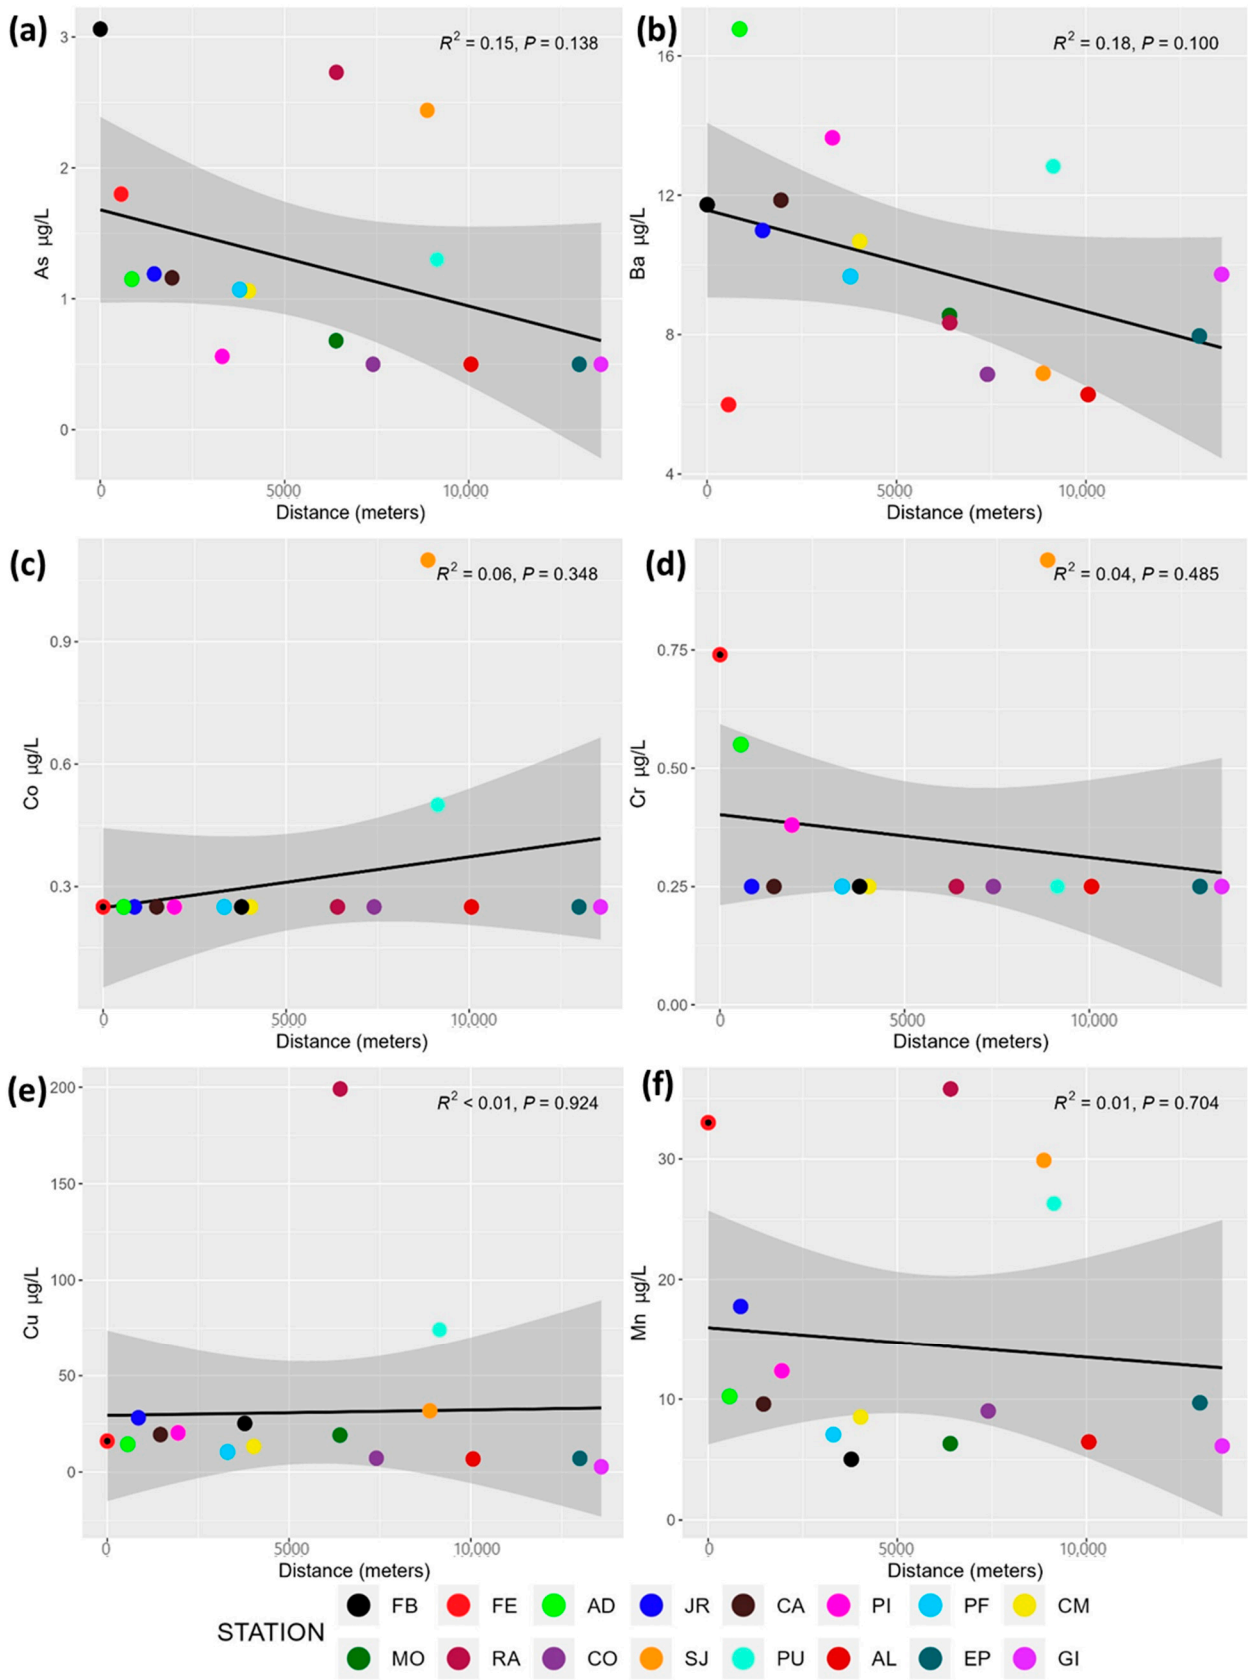 (a)
R² = 0.15, P = 0.138
As µg/L
3
2
1
0
0 5000 10,000
Distance (meters)
(b)
R² = 0.18, P = 0.100
Ba µg/L
16
12
8
4
0 5000 10,000
Distance (meters)
(c)
R² = 0.06, P = 0.348
Co µg/L
0.9
0.6
0.3
0 5000 10,000
Distance (meters)
(d)
R² = 0.04, P = 0.485
Cr µg/L
0.75
0.50
0.25
0.00
0 5000 10,000
Distance (meters)
(e)
R² < 0.01, P = 0.924
Cu µg/L
200
150
100
50
0
0 5000 10,000
Distance (meters)
(f)
R² = 0.01, P = 0.704
Mn µg/L
30
20
10
0
0 5000 10,000
Distance (meters)
STATION
FB FE AD JR CA PI PF CM
MO RA CO SJ PU AL EP GI